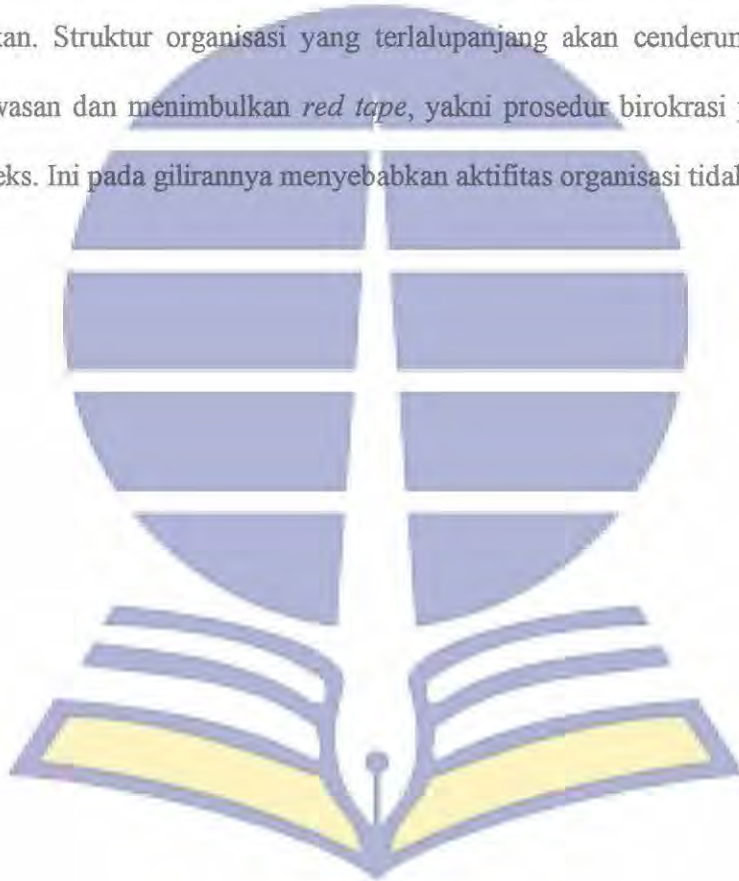 kan. Struktur organisasi yang terlalupanjang akan cenderun
wasan dan menimbulkan red tape, yakni prosedur birokrasi
eks. Ini pada gilirannya menyebabkan aktifitas organisasi tidal